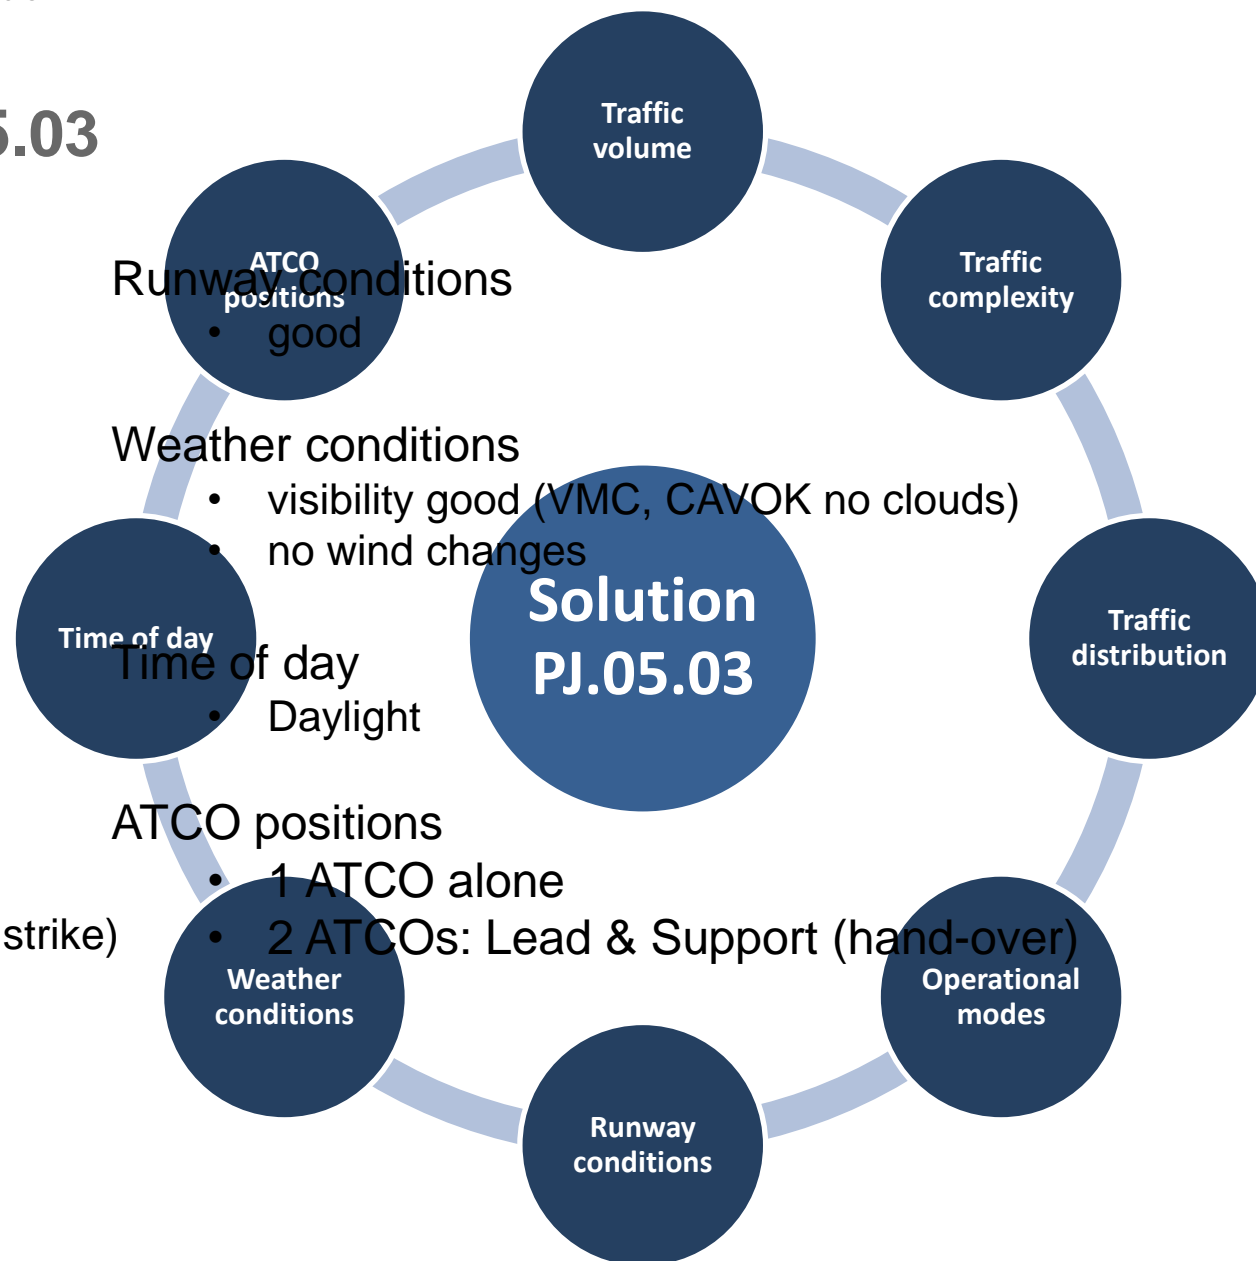 5.03
Traffic
volume
ATCO
positions
Traffic
complexity
Runway conditions
• good
Weather conditions
• visibility good (VMC, CAVOK no clouds)
• no wind changes
Solution
PJ.05.03
Time of day
Traffic
distribution
Time of day
• Daylight
ATCO positions
• 1 ATCO alone
strike)
• 2 ATCOs: Lead & Support (hand-over)
Weather
conditions
Operational
modes
Runway
conditions